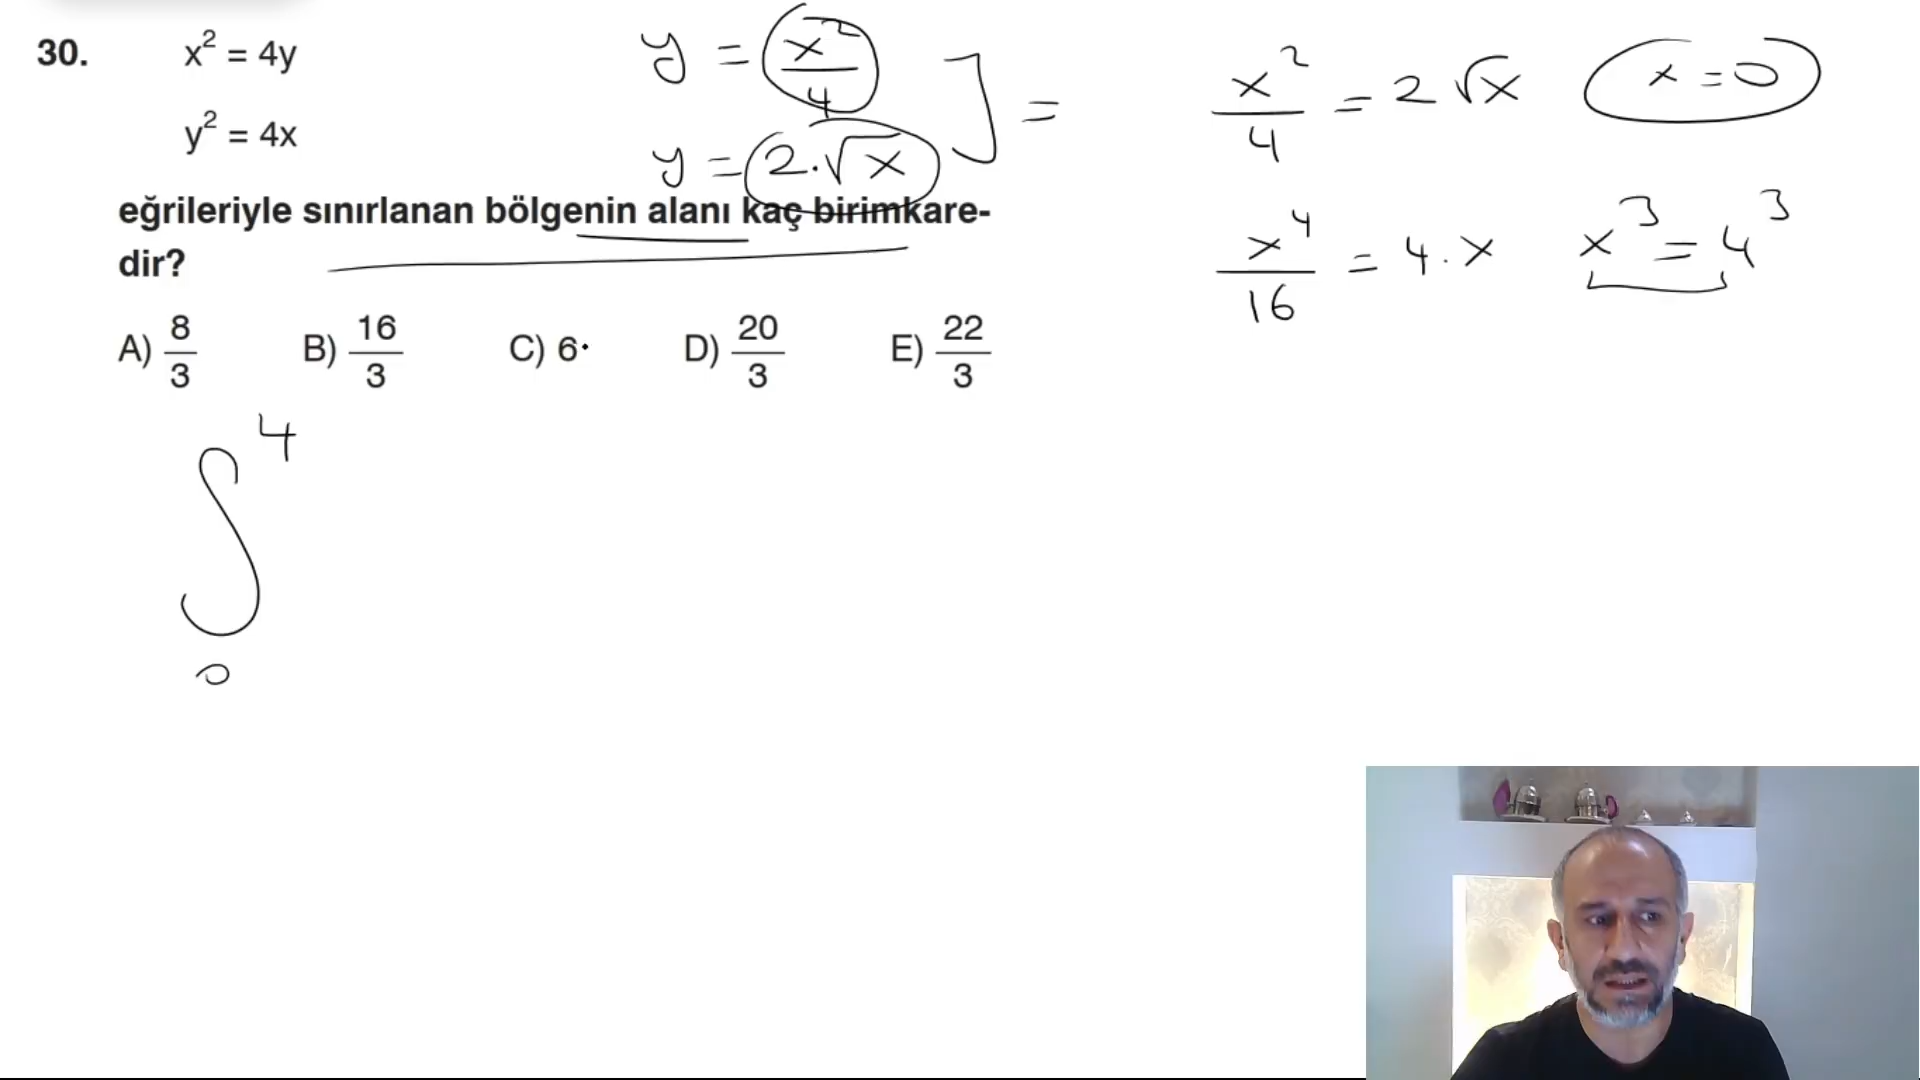 30. x² = 4y
y² = 4x
eğrileriyle sınırlanan bölgenin alanı kaç birimkare-
dir?
A) 8/3 B) 16/3 C) 6 D) 20/3 E) 22/3
y = x²/4
y = 2·√x ] =
x²/4 = 2√x x = 0
x⁴/16 = 4·x x³ = 4³
∫ 4
0